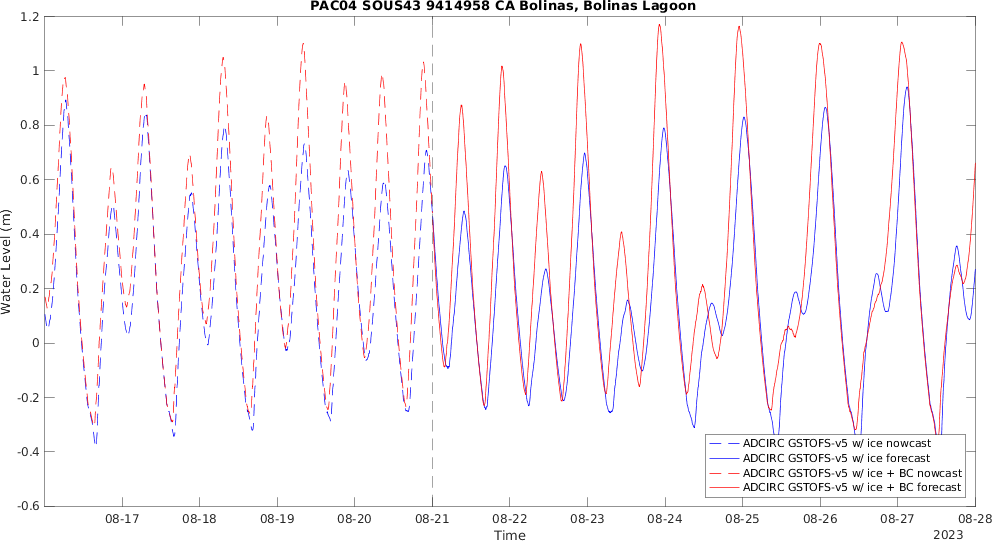 PAC04 SOUS43 9414958 CA Bolinas, Bolinas Lagoon
Water Level (m)
1.2
1
0.8
0.6
0.4
0.2
0
-0.2
-0.4
-0.6
ADCIRC GSTOFS-v5 w/ ice nowcast
ADCIRC GSTOFS-v5 w/ ice forecast
ADCIRC GSTOFS-v5 w/ ice + BC nowcast
ADCIRC GSTOFS-v5 w/ ice + BC forecast
08-17 08-18 08-19 08-20 08-21 08-22 08-23 08-24 08-25 08-26 08-27 08-28
Time
2023